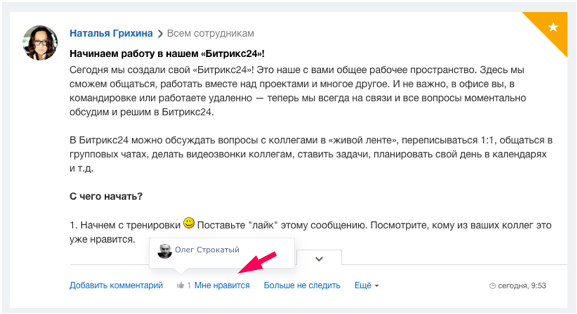 Наталья Грихина > Всем сотрудникам
Начинаем работу в нашем «Битрикс24»!
Сегодня мы создали свой «Битрикс24»! Это наше с вами общее рабочее пространство. Здесь мы
сможем общаться, работать вместе над проектами и многое другое. И не важно, в офисе вы, в
командировке или работаете удаленно — теперь мы всегда на связи и все вопросы моментально
обсудим и решим в Битрикс24.
В Битрикс24 можно обсуждать вопросы с коллегами в «живой ленте», переписываться 1:1, общаться в
групповых чатах, делать видеозвонки коллегам, ставить задачи, планировать свой день в календарях
и т.д.
С чего начать?
1. Начнем с тренировки Поставьте "лайк" этому сообщению. Посмотрите, кому из ваших коллег это
уже нравится.
Олег Строкатый
Добавить комментарий 1 Мне нравится Больше не следить Ещё сегодня, 9:53